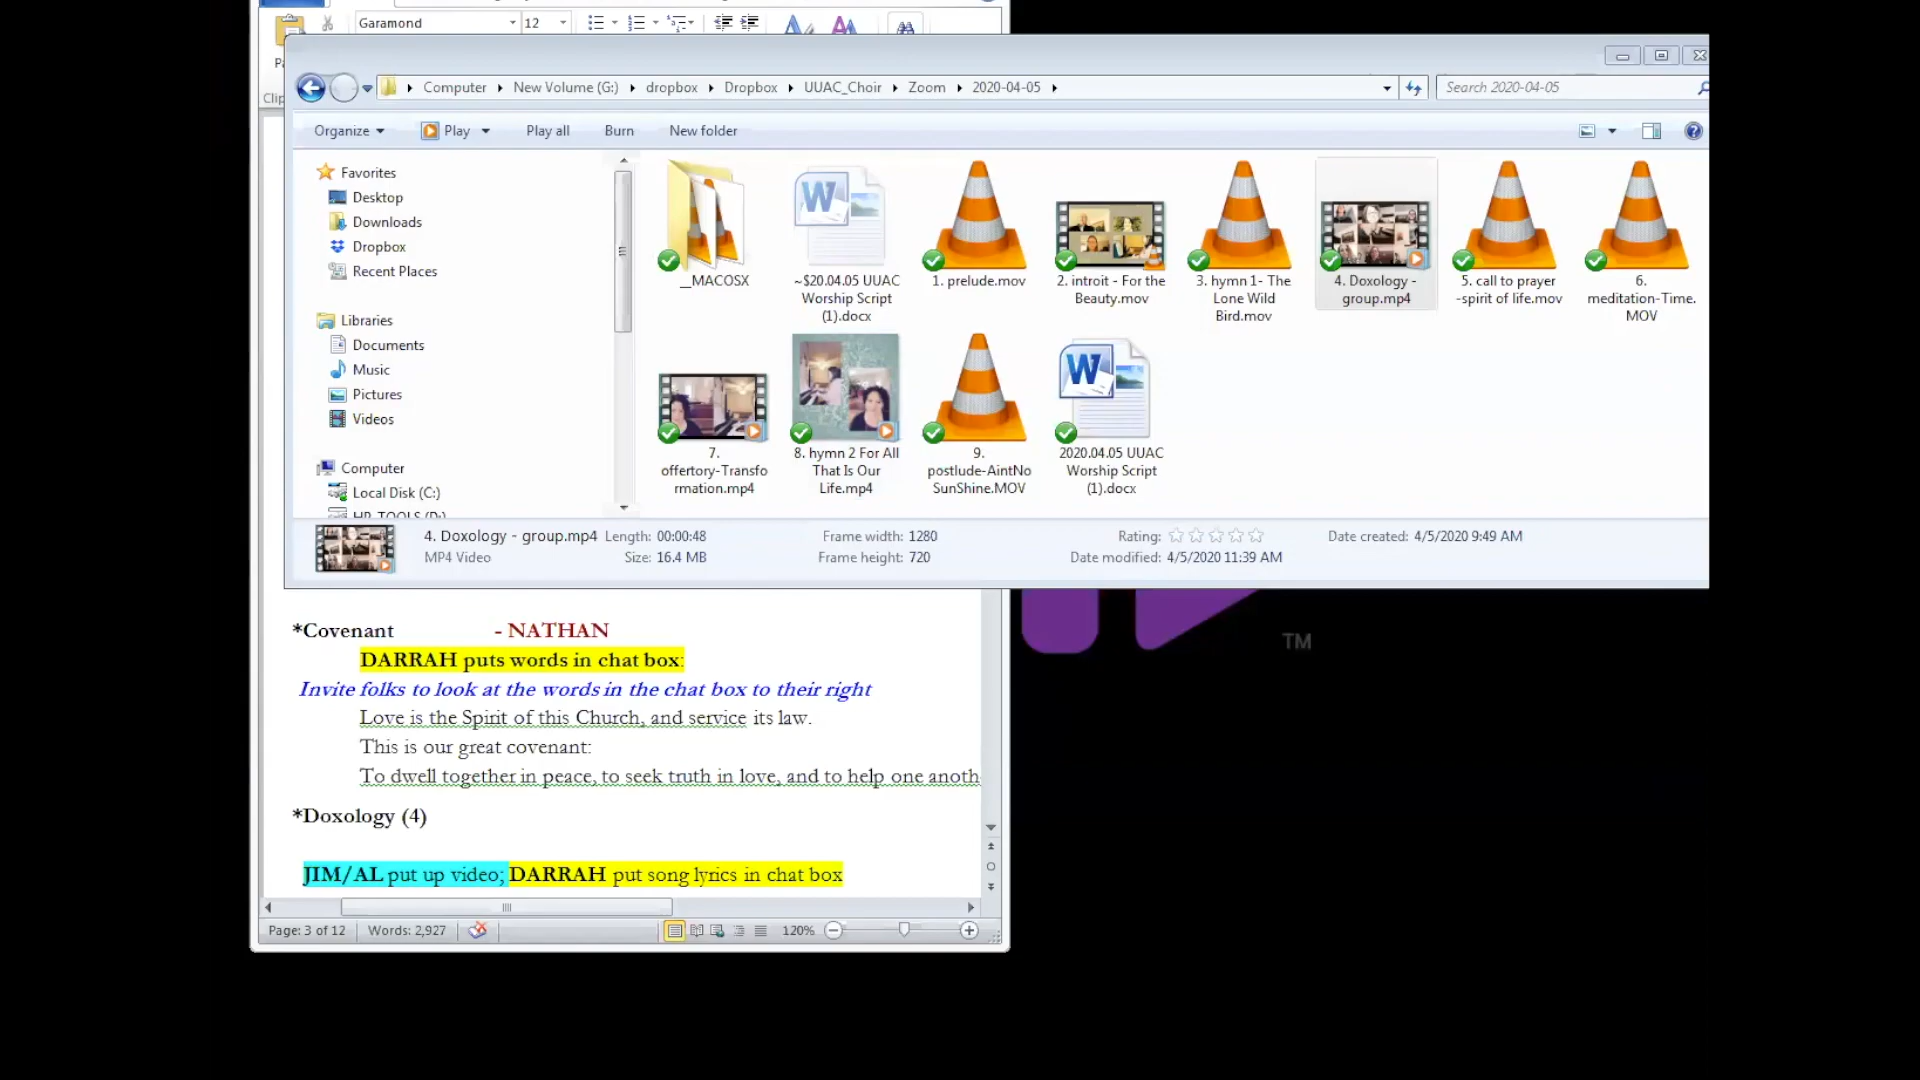 Garamond
12
Computer
New Volume (G:)
dropbox
Dropbox
UUAC_Choir
Zoom
2020-04-05
Search 2020-04-05
Organize
Play
Play all
Burn
New folder
Favorites
Desktop
Downloads
Dropbox
Recent Places
Libraries
Documents
Music
Pictures
Videos
Computer
Local Disk (C:)
HP_TOOLS (D:)
__MACOSX
~$20.04.05 UUAC
Worship Script
(1).docx
1. prelude.mov
2. introit - For the
Beauty.mov
3. hymn 1- The
Lone Wild
Bird.mov
4. Doxology -
group.mp4
5. call to prayer
-spirit of life.mov
6.
meditation-Time.
MOV
7.
offertory-Transfo
rmation.mp4
8. hymn 2 For All
That Is Our
Life.mp4
9.
postlude-AintNo
SunShine.MOV
2020.04.05 UUAC
Worship Script
(1).docx
4. Doxology - group.mp4
MP4 Video
Length: 00:00:48
Size: 16.4 MB
Frame width: 1280
Frame height: 720
Rating:
Date modified: 4/5/2020 11:39 AM
Date created: 4/5/2020 9:49 AM
*Covenant - NATHAN
DARRAH puts words in chat box:
Invite folks to look at the words in the chat box to their right
Love is the Spirit of this Church, and service its law.
This is our great covenant:
To dwell together in peace, to seek truth in love, and to help one anoth
*Doxology (4)
JIM/AL put up video; DARRAH put song lyrics in chat box
Page: 3 of 12
Words: 2,927
120%
TM